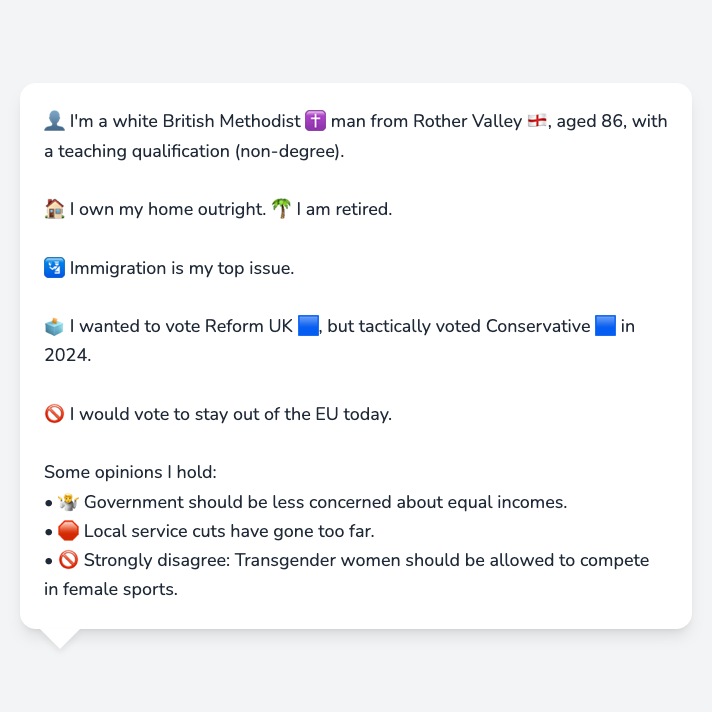 👤 I'm a white British Methodist ✝️ man from Rother Valley 🏴󠁧󠁢󠁥󠁮󠁧󠁿, aged 86, with
a teaching qualification (non-degree).
🏠 I own my home outright. 🌴 I am retired.
🛂 Immigration is my top issue.
🗳️ I wanted to vote Reform UK 🟦, but tactically voted Conservative 🟦 in
2024.
🚫 I would vote to stay out of the EU today.
Some opinions I hold:
• 🤷 Government should be less concerned about equal incomes.
• 🛑 Local service cuts have gone too far.
• 🚫 Strongly disagree: Transgender women should be allowed to compete
in female sports.